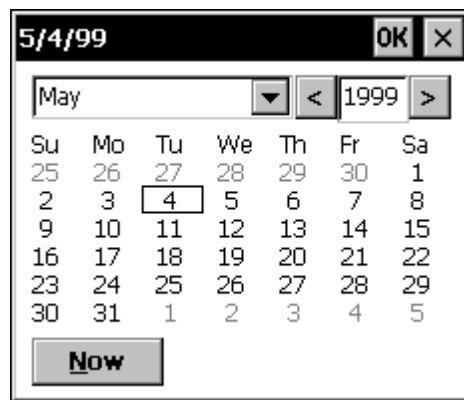 5/4/99 OK ×
May < 1999 >
Su Mo Tu We Th Fr Sa
25 26 27 28 29 30 1
2 3 4 5 6 7 8
9 10 11 12 13 14 15
16 17 18 19 20 21 22
23 24 25 26 27 28 29
30 31 1 2 3 4 5
Now